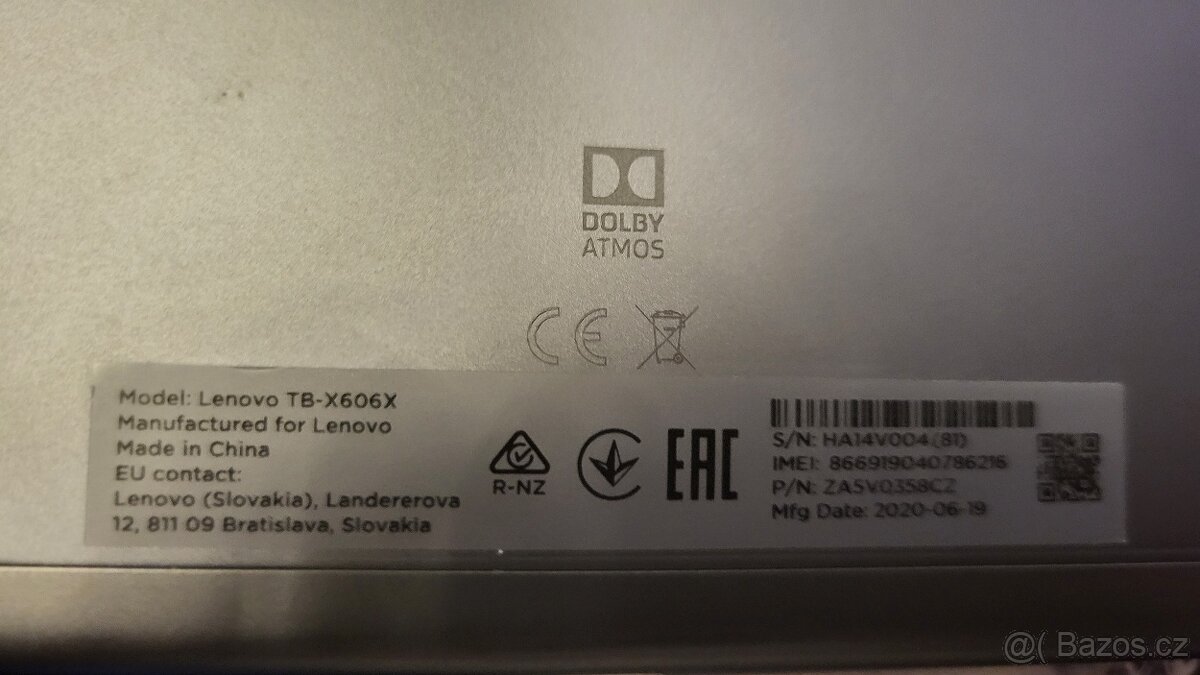 DOLBY
ATMOS
CE
Model: Lenovo TB-X606X
Manufactured for Lenovo
Made in China
EU contact:
Lenovo (Slovakia), Landererova
12, 811 09 Bratislava, Slovakia
R-NZ
EAC
S/N: HA14V004 (81)
IMEI: 866919040786216
P/N: ZA5V0358CZ
Mfg Date: 2020-06-19
@( Bazos.cz